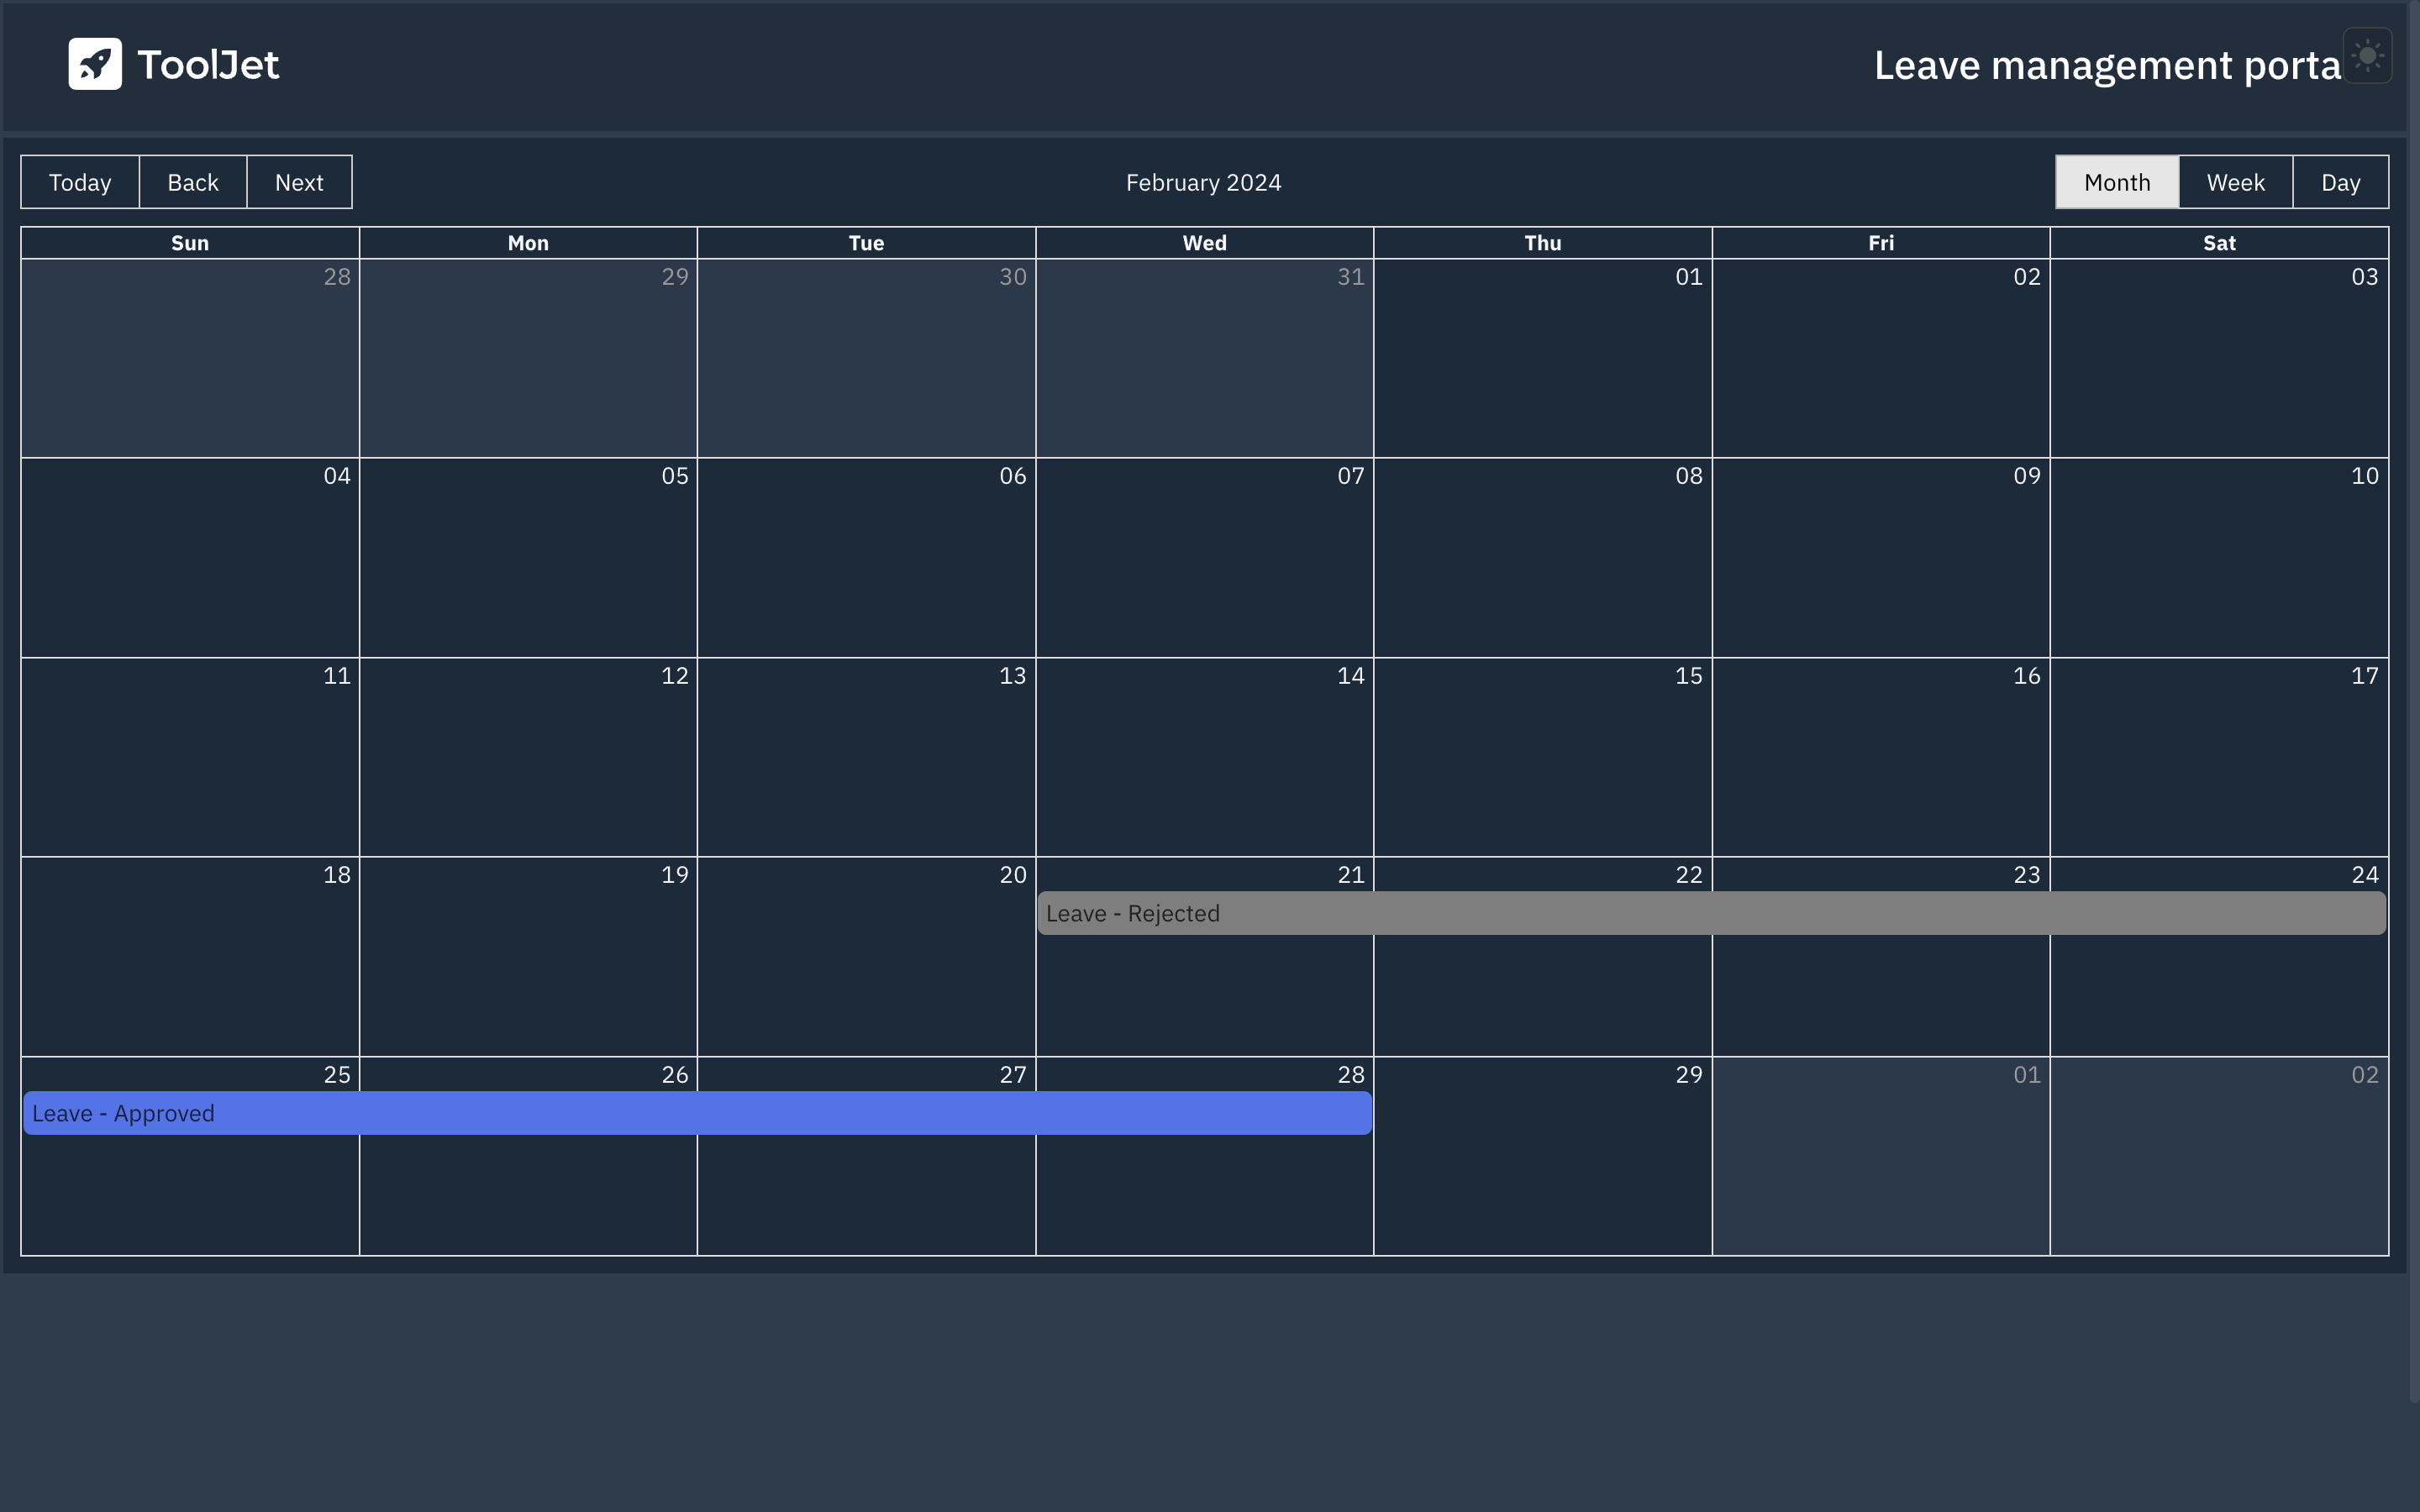 ToolJet
Leave management porta
Today Back Next
February 2024
Month Week Day
Sun Mon Tue Wed Thu Fri Sat
28 29 30 31 01 02 03
04 05 06 07 08 09 10
11 12 13 14 15 16 17
18 19 20 21 22 23 24
Leave - Rejected
25 26 27 28 29 01 02
Leave - Approved